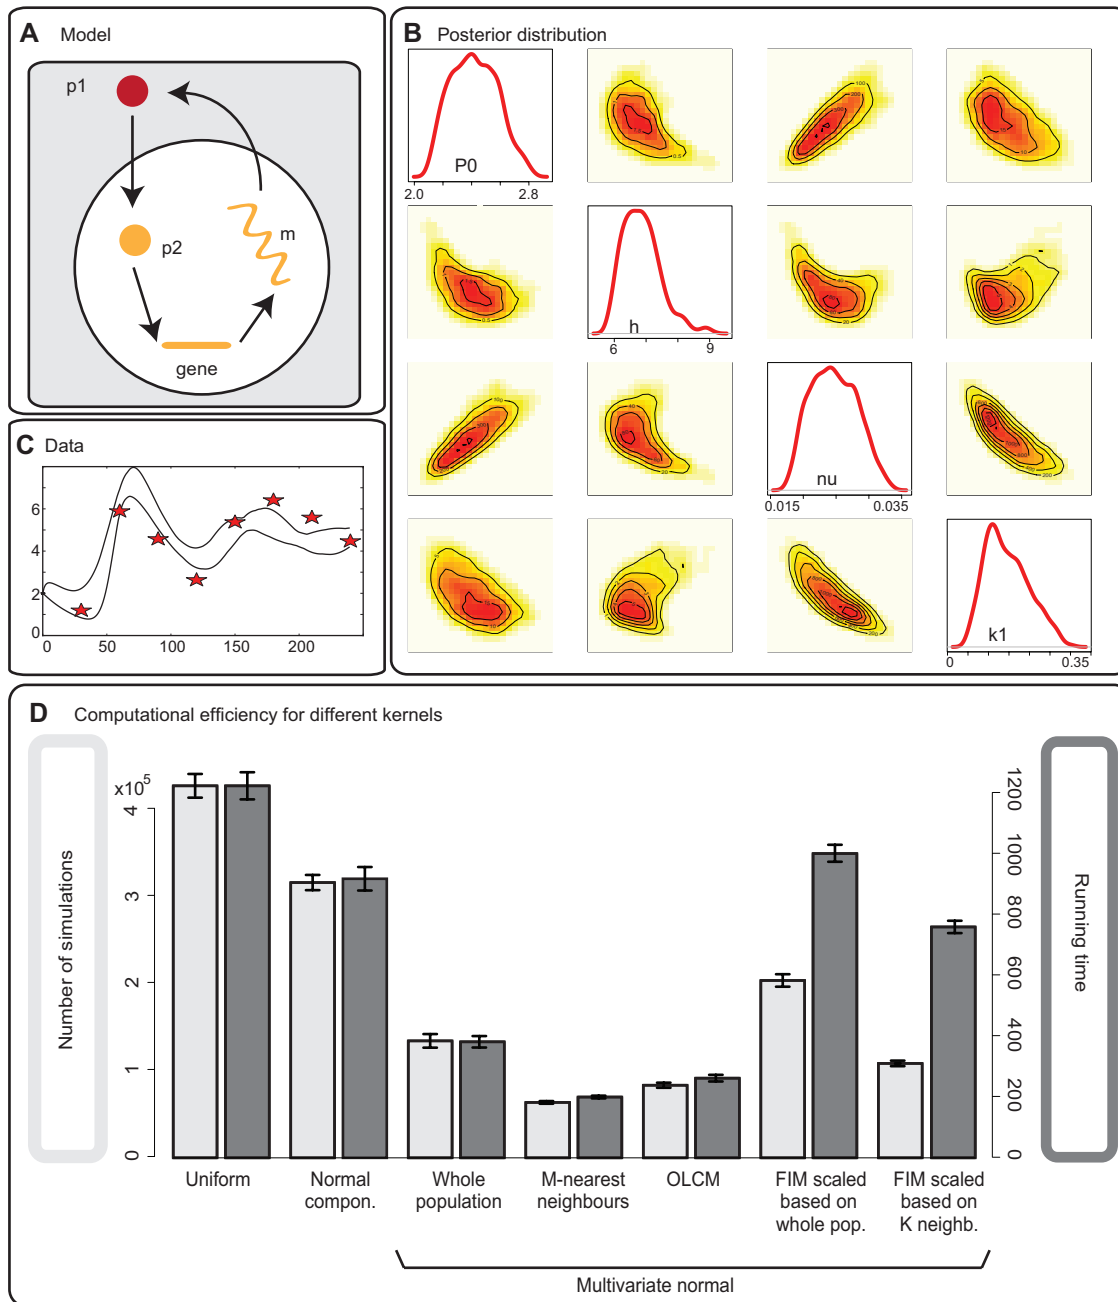 A Model
p1
p2
m
gene
B Posterior distribution
P0
2.0 2.8
h
6 9
nu
0.015 0.035
k1
0 0.35
C Data
6
4
2
0
0 50 100 150 200
D Computational efficiency for different kernels
Number of simulations
x10^5
4
3
2
1
0
1200
1000
800
600
400
200
0
Running time
Uniform
Normal
compon.
Whole
population
M-nearest
neighbours
OLCM
FIM scaled
based on
whole pop.
FIM scaled
based on
K neighb.
Multivariate normal